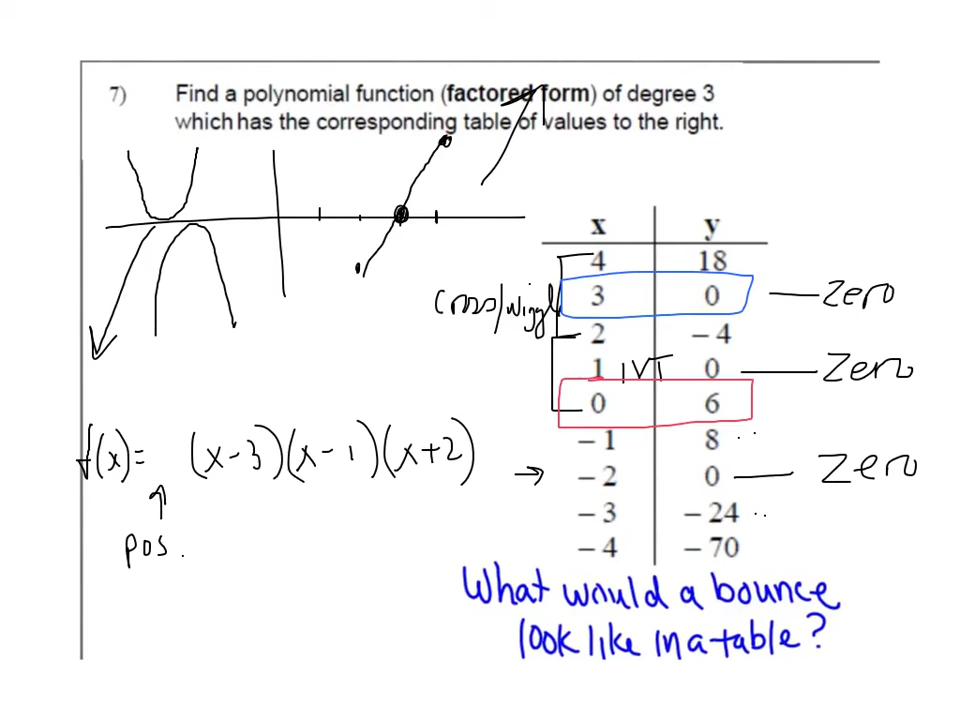 7) Find a polynomial function (factored form) of degree 3
which has the corresponding table of values to the right.
x y
4 18
3 0 Zero
Cross/wiggle
2 -4
1 IVT 0 Zero
0 6
f(x)= (x-3)(x-1)(x+2)
-1 8
-2 0 Zero
-3 -24
pos.
-4 -70
What would a bounce
look like in a table?